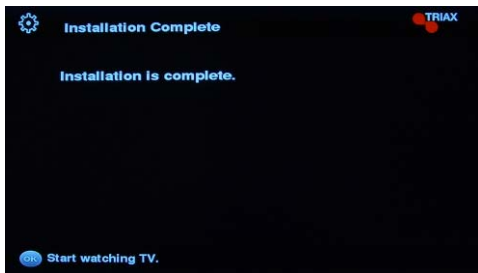 Installation Complete
TRIAX
Installation is complete.
OK Start watching TV.